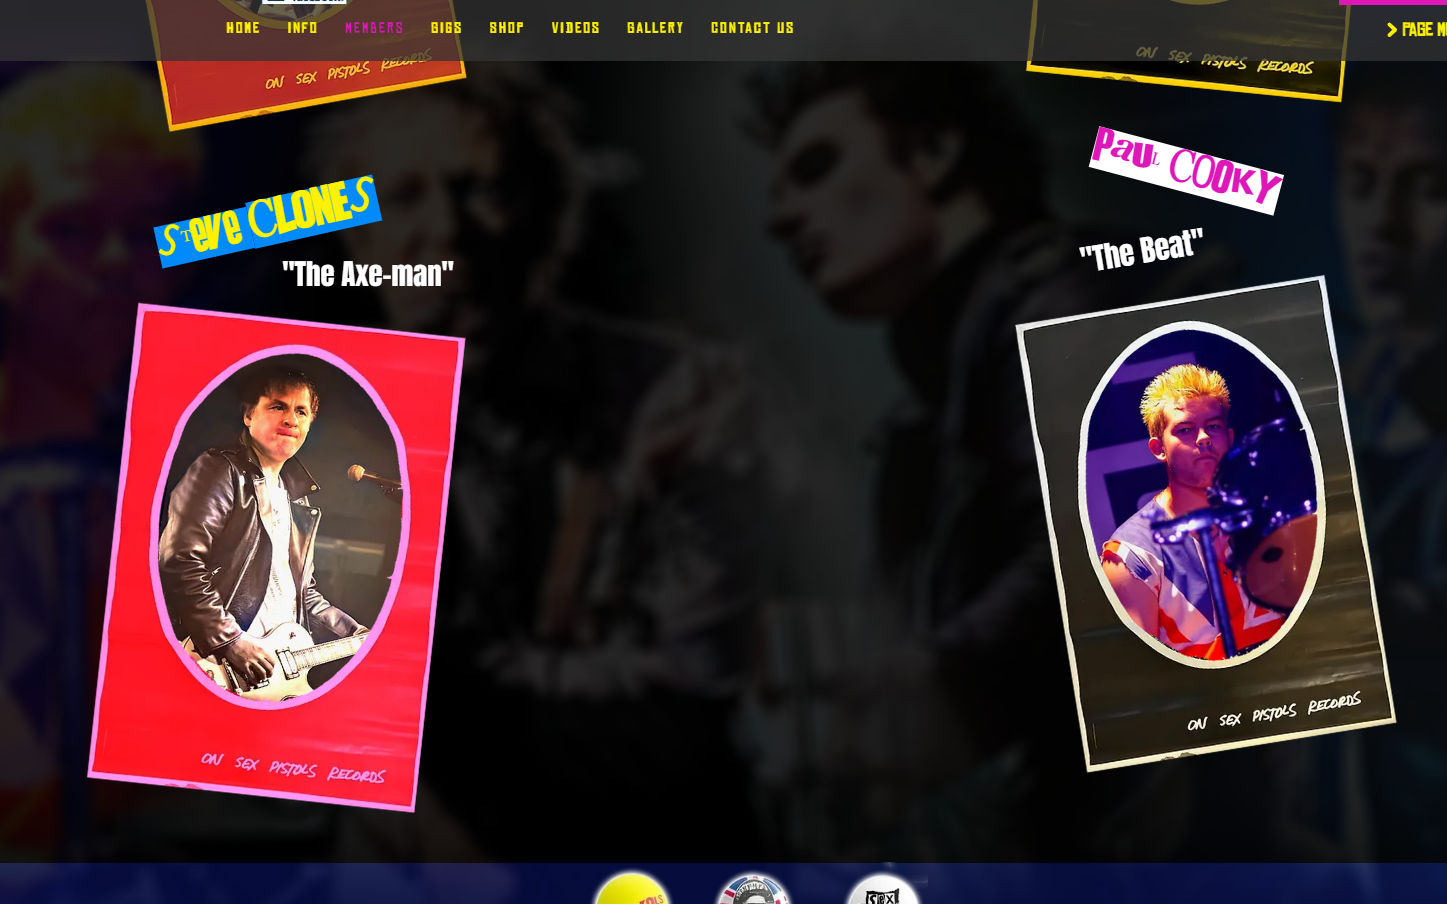 HOME INFO MEMBERS GIGS SHOP VIDEOS GALLERY CONTACT US
PAGE
ON SEX PISTOLS RECORDS
ON SEX PISTOLS RECORDS
Steve CLONES
"The Axe-man"
PAUL COOKY
"The Beat"
ON SEX PISTOLS RECORDS
ON SEX PISTOLS RECORDS
SEX